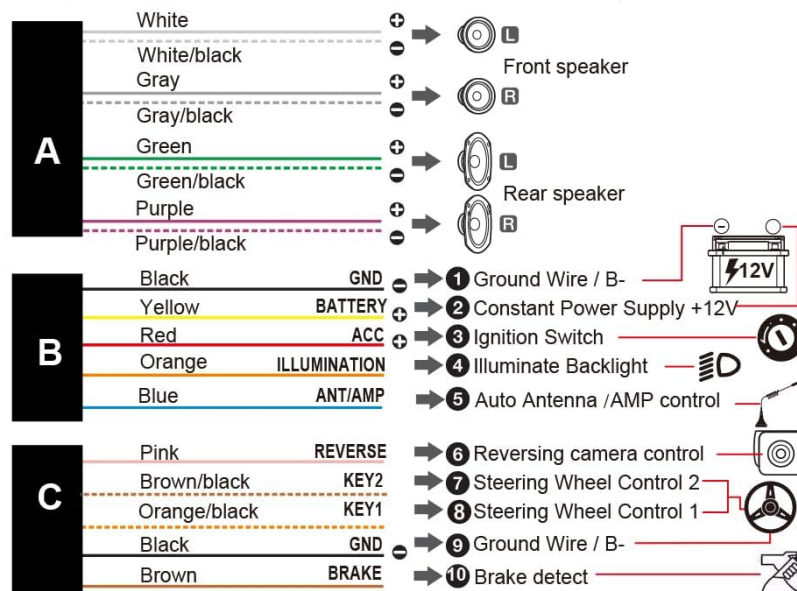 White
White/black
L
Front speaker
Gray
Gray/black
R
A
Green
Green/black
L
Rear speaker
Purple
Purple/black
R
12V
B
Black GND 1 Ground Wire / B-
Yellow BATTERY 2 Constant Power Supply +12V
Red ACC 3 Ignition Switch
Orange ILLUMINATION 4 Illuminate Backlight
Blue ANT/AMP 5 Auto Antenna /AMP control
C
Pink REVERSE 6 Reversing camera control
Brown/black KEY2 7 Steering Wheel Control 2
Orange/black KEY1 8 Steering Wheel Control 1
Black GND 9 Ground Wire / B-
Brown BRAKE 10 Brake detect